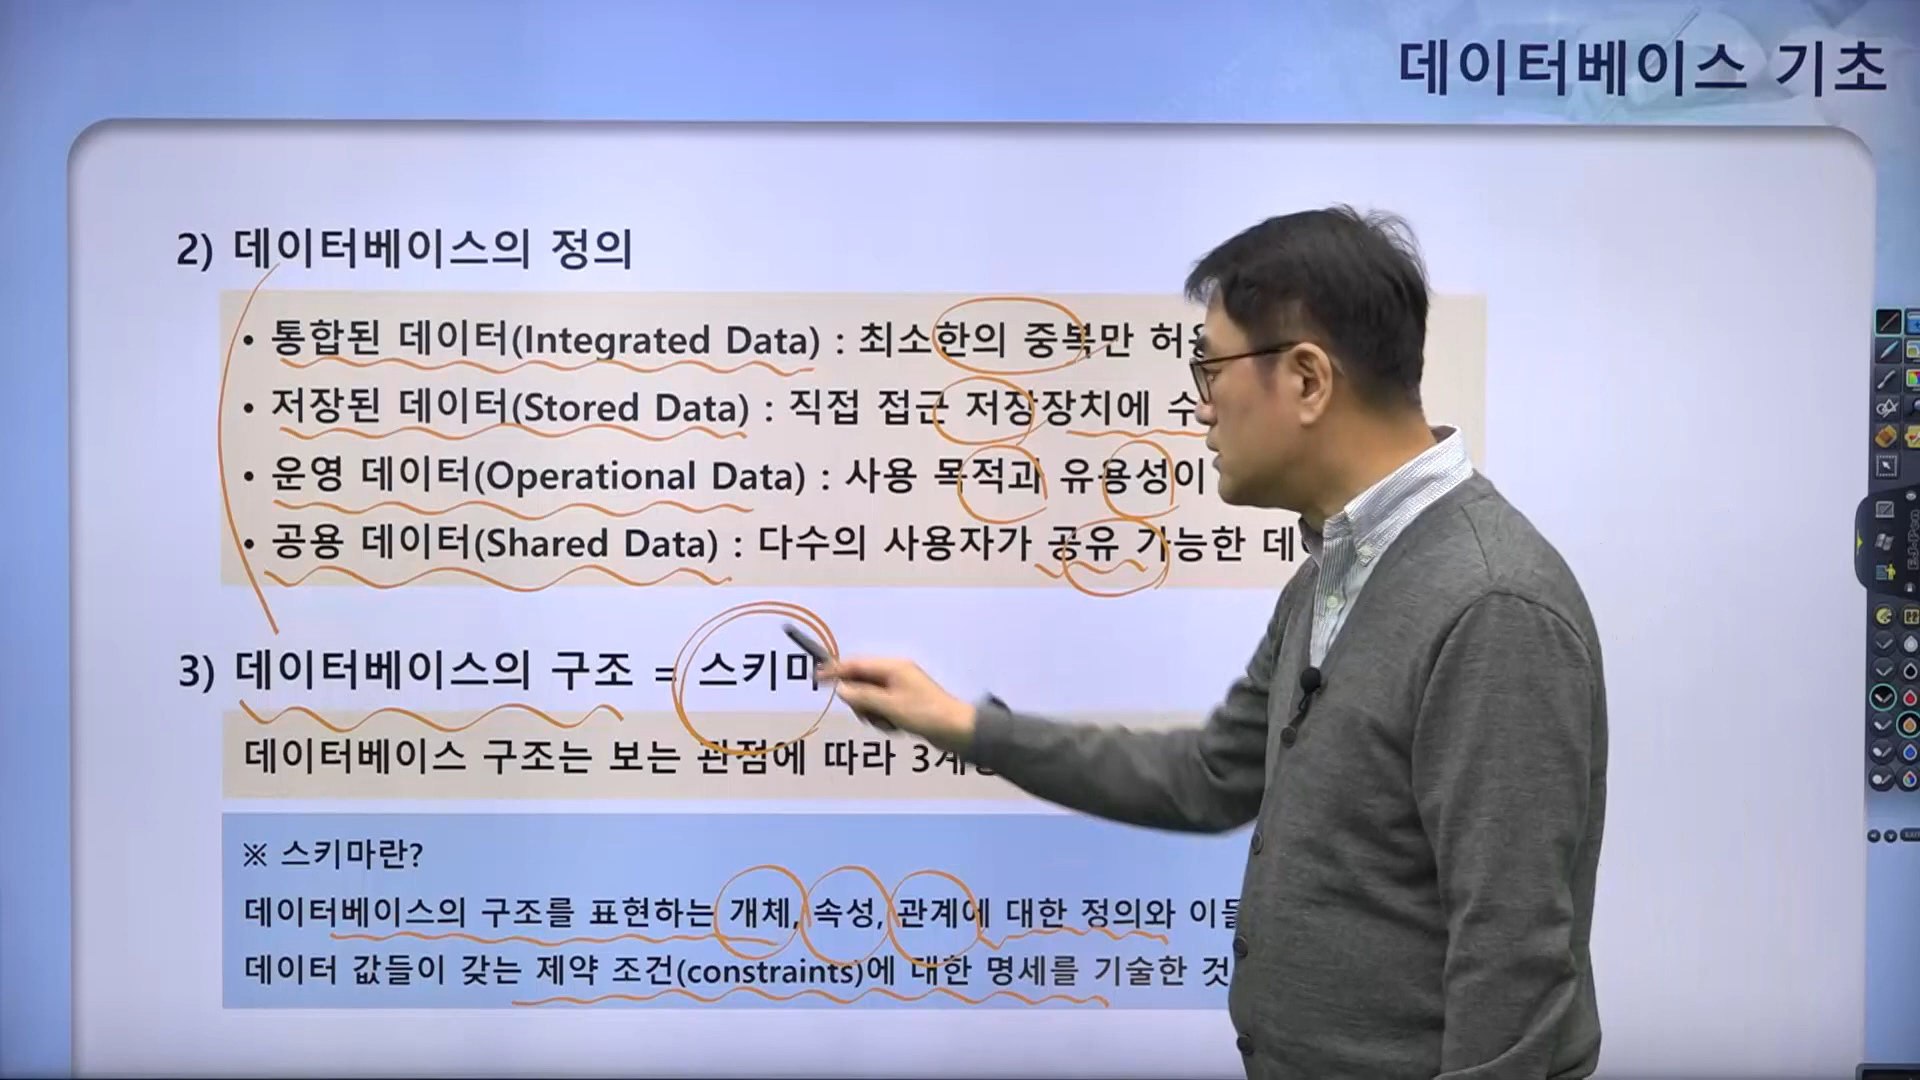 데이터베이스 기초
2) 데이터베이스의 정의
• 통합된 데이터(Integrated Data) : 최소한의 중복만 허
• 저장된 데이터(Stored Data) : 직접 접근 저장장치에 수
• 운영 데이터(Operational Data) : 사용 목적과 유용성이
• 공용 데이터(Shared Data) : 다수의 사용자가 공유 가능한
3) 데이터베이스의 구조 = 스키마
데이터베이스 구조는 보는 관점에 따라
※ 스키마란?
데이터베이스의 구조를 표현하는 개체, 속성, 관계에 대한 정의와
데이터 값들이 갖는 제약 조건(constraints)에 대한 명세를 기술한 것